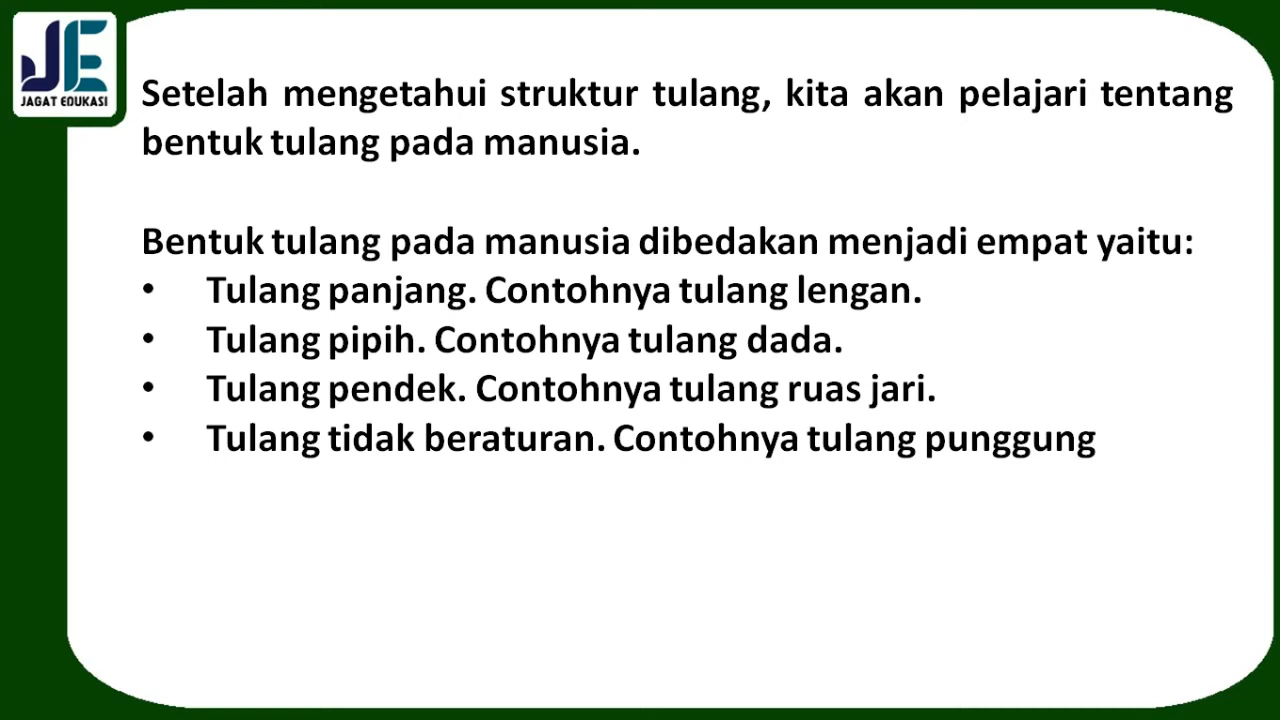 JE
JAGAT EDUKASI
Setelah mengetahui struktur tulang, kita akan pelajari tentang
bentuk tulang pada manusia.
Bentuk tulang pada manusia dibedakan menjadi empat yaitu:
• Tulang panjang. Contohnya tulang lengan.
• Tulang pipih. Contohnya tulang dada.
• Tulang pendek. Contohnya tulang ruas jari.
• Tulang tidak beraturan. Contohnya tulang punggung